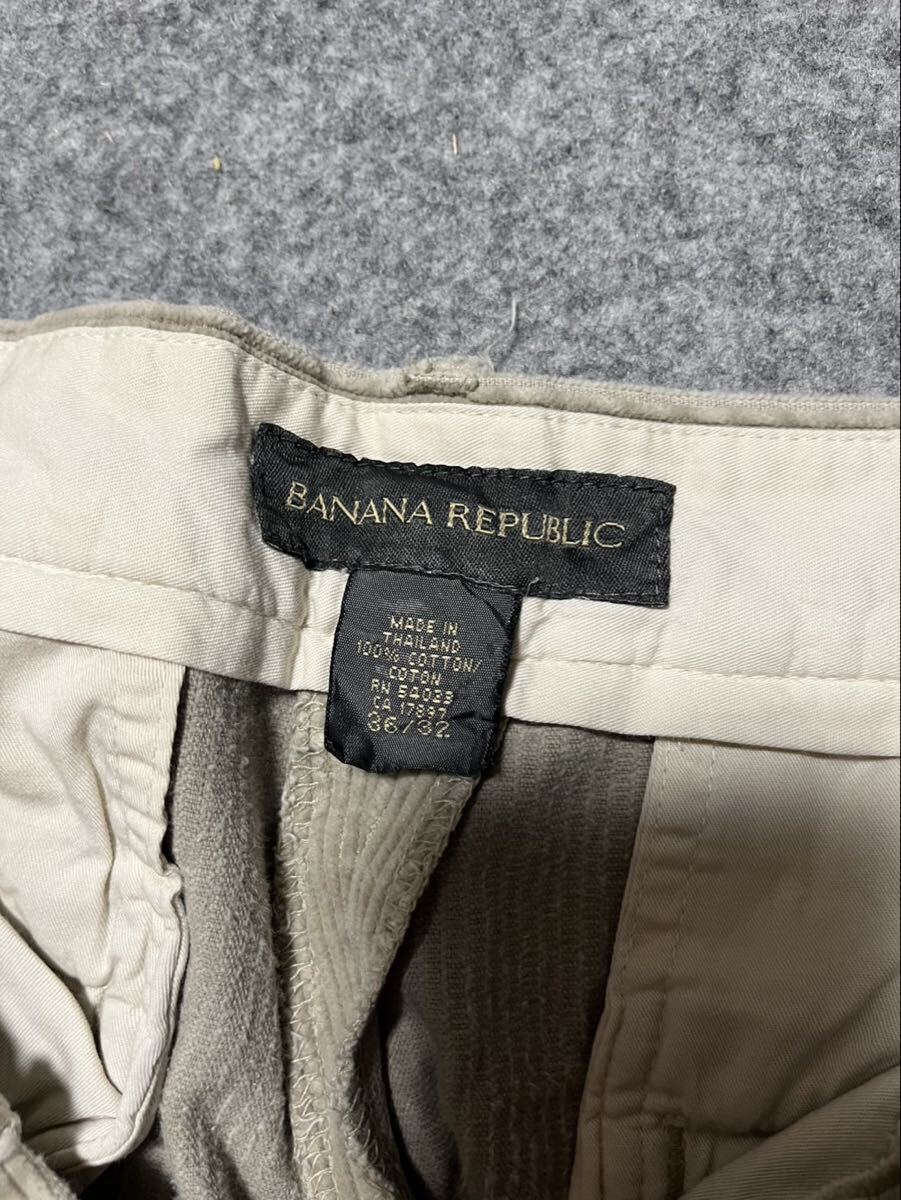 BANANA REPUBLIC
MADE IN
THAILAND
100% COTTON/
COTON
RN 54023
CA 17897
36/32